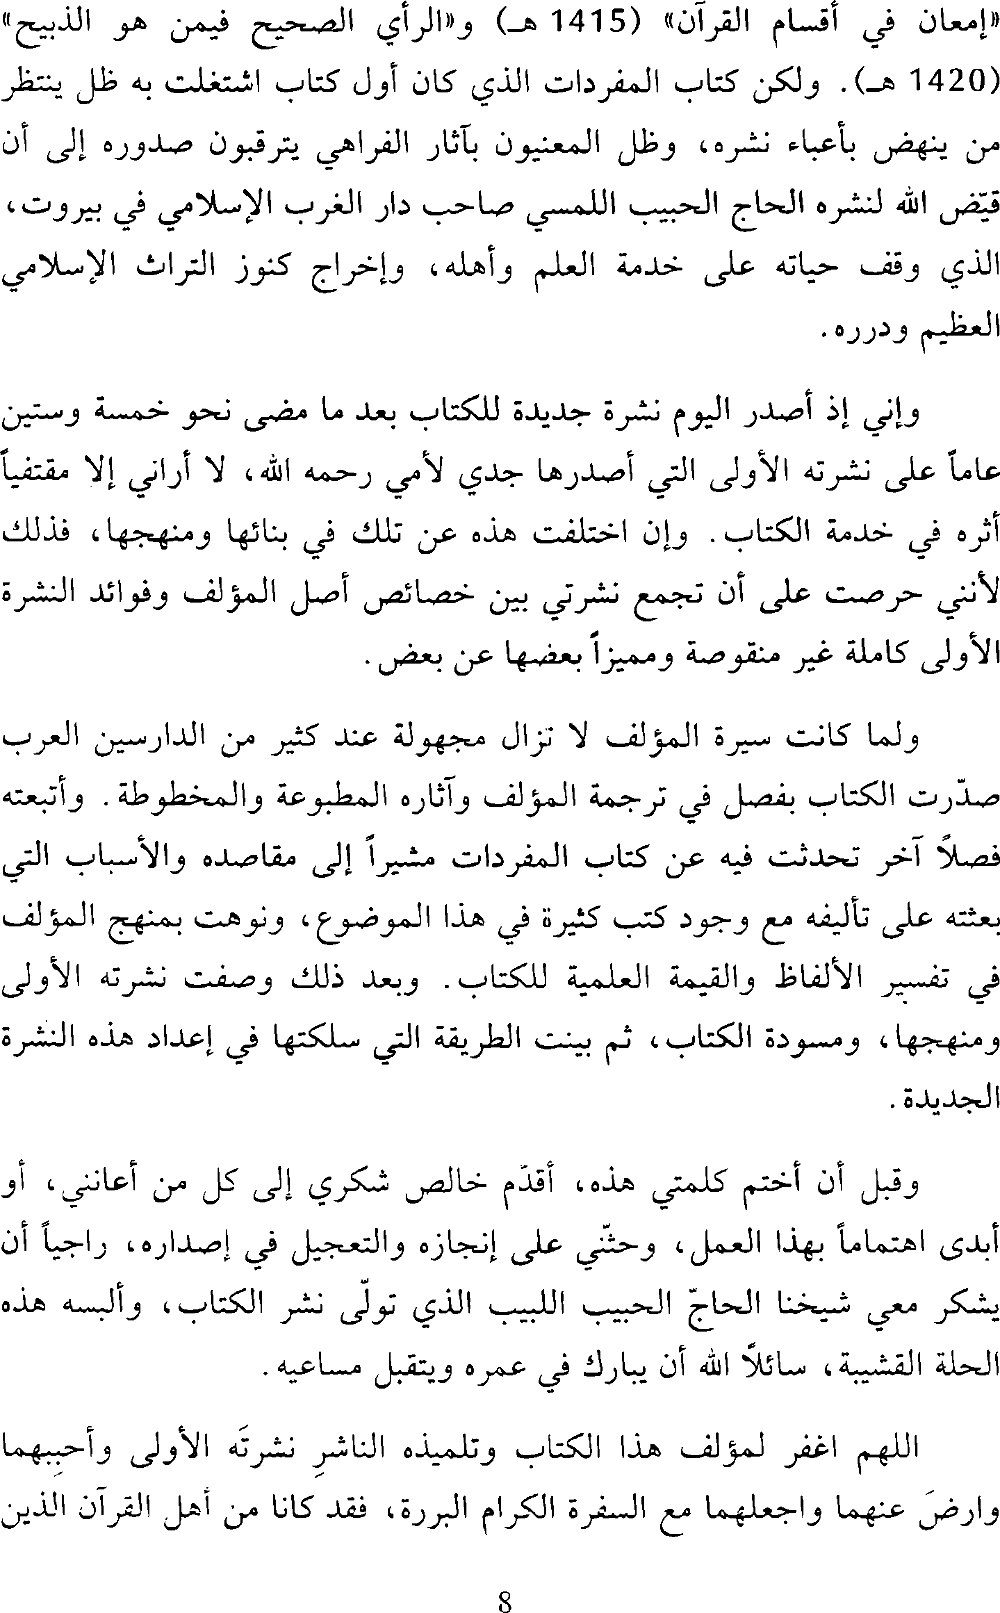 «إمعان في أقسام القرآن» (1415 هـ) و«الرأي الصحيح فيمن هو الذبيح»
(1420 هـ). ولكن كتاب المفردات الذي كان أول كتاب اشتغلت به ظل ينتظر
من ينهض بأعباء نشره، وظل المعنيون بآثار الفراهي يترقبون صدوره إلى أن
قيّض الله لنشره الحاج الحبيب اللمسي صاحب دار الغرب الإسلامي في بيروت،
الذي وقف حياته على خدمة العلم وأهله، وإخراج كنوز التراث الإسلامي
العظيم ودرره.
وإني إذ أصدر اليوم نشرة جديدة للكتاب بعد ما مضى نحو خمسة وستين
عاماً على نشرته الأولى التي أصدرها جدي لأمي رحمه الله، لا أراني إلا مقتفياً
أثره في خدمة الكتاب. وإن اختلفت هذه عن تلك في بنائها ومنهجها، فذلك
لأنني حرصت على أن تجمع نشرتي بين خصائص أصل المؤلف وفوائد النشرة
الأولى كاملة غير منقوصة ومميزاً بعضها عن بعض.
ولما كانت سيرة المؤلف لا تزال مجهولة عند كثير من الدارسين العرب
صدّرت الكتاب بفصل في ترجمة المؤلف وآثاره المطبوعة والمخطوطة. وأتبعته
فصلاً آخر تحدثت فيه عن كتاب المفردات مشيراً إلى مقاصده والأسباب التي
بعثته على تأليفه مع وجود كتب كثيرة في هذا الموضوع، ونوهت بمنهج المؤلف
في تفسير الألفاظ والقيمة العلمية للكتاب. وبعد ذلك وصفت نشرته الأولى
ومنهجها، ومسودة الكتاب، ثم بينت الطريقة التي سلكتها في إعداد هذه النشرة
الجديدة.
وقبل أن أختم كلمتي هذه، أقدّم خالص شكري إلى كل من أعانني، أو
أبدى اهتماماً بهذا العمل، وحثّني على إنجازه والتعجيل في إصداره، راجياً أن
يشكر معي شيخنا الحاجّ الحبيب اللبيب الذي تولّى نشر الكتاب، وألبسه هذه
الحلة القشيبة، سائلاً الله أن يبارك في عمره ويتقبل مساعيه.
اللهم اغفر لمؤلف هذا الكتاب وتلميذه الناشرِ نشرتَه الأولى وأحبِبهما
وارضَ عنهما واجعلهما مع السفرة الكرام البررة، فقد كانا من أهل القرآن الذين
8